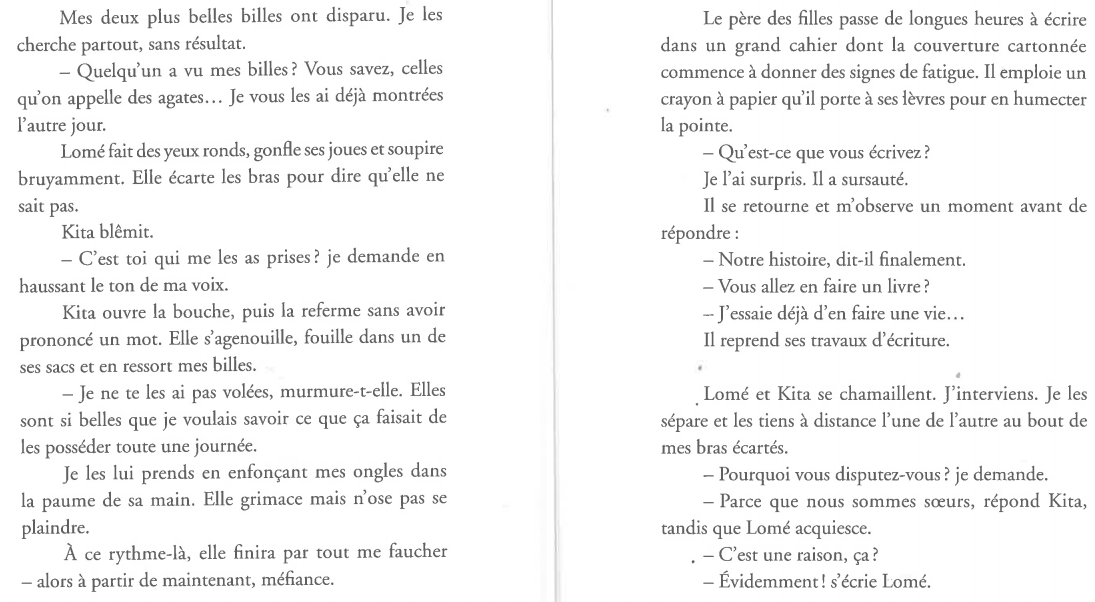 Mes deux plus belles billes ont disparu. Je les
cherche partout, sans résultat.
– Quelqu'un a vu mes billes ? Vous savez, celles
qu'on appelle des agates… Je vous les ai déjà montrées
l'autre jour.
Lomé fait des yeux ronds, gonfle ses joues et soupire
bruyamment. Elle écarte les bras pour dire qu'elle ne
sait pas.
Kita blêmit.
– C'est toi qui me les as prises ? je demande en
haussant le ton de ma voix.
Kita ouvre la bouche, puis la referme sans avoir
prononcé un mot. Elle s'agenouille, fouille dans un de
ses sacs et en ressort mes billes.
– Je ne te les ai pas volées, murmure-t-elle. Elles
sont si belles que je voulais savoir ce que ça faisait de
les posséder toute une journée.
Je les lui prends en enfonçant mes ongles dans
la paume de sa main. Elle grimace mais n'ose pas se
plaindre.
À ce rythme-là, elle finira par tout me faucher
– alors à partir de maintenant, méfiance.
Le père des filles passe de longues heures à écrire
dans un grand cahier dont la couverture cartonnée
commence à donner des signes de fatigue. Il emploie un
crayon à papier qu'il porte à ses lèvres pour en humecter
la pointe.
– Qu'est-ce que vous écrivez ?
Je l'ai surpris. Il a sursauté.
Il se retourne et m'observe un moment avant de
répondre :
– Notre histoire, dit-il finalement.
– Vous allez en faire un livre ?
– J'essaie déjà d'en faire une vie…
Il reprend ses travaux d'écriture.
Lomé et Kita se chamaillent. J'interviens. Je les
sépare et les tiens à distance l'une de l'autre au bout de
mes bras écartés.
– Pourquoi vous disputez-vous ? je demande.
– Parce que nous sommes sœurs, répond Kita,
tandis que Lomé acquiesce.
– C'est une raison, ça ?
– Évidemment ! s'écrie Lomé.